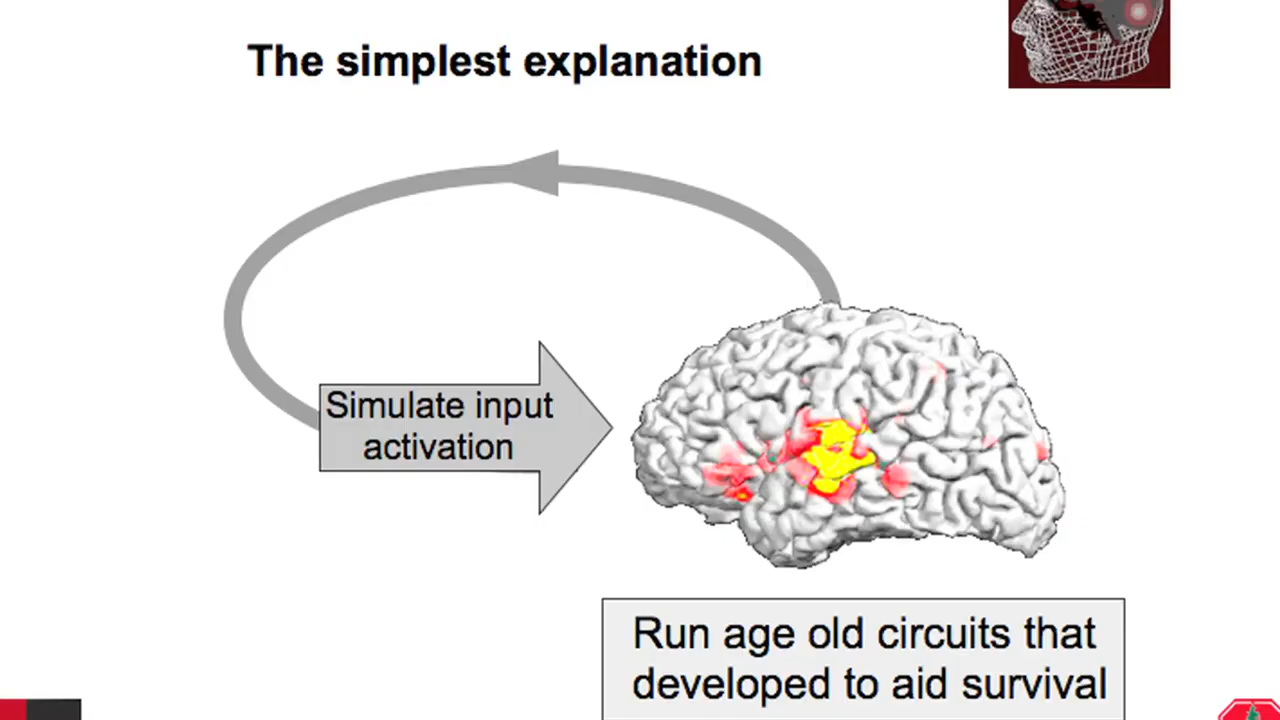 The simplest explanation
Simulate input
activation
Run age old circuits that
developed to aid survival